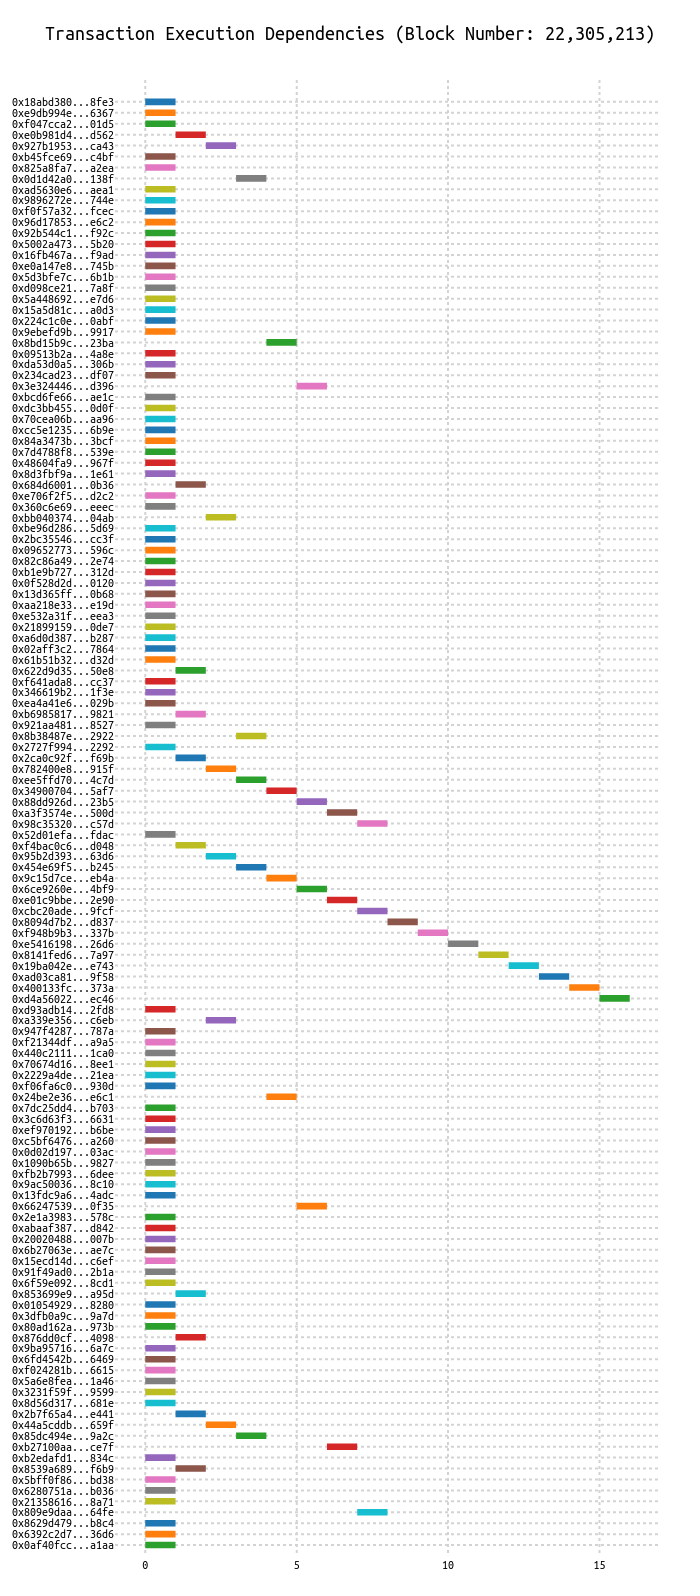 Transaction Execution Dependencies (Block Number: 22,305,213)
0x18abd380...8fe3
0xe9db994e...6367
0xf047cca2...01d5
0xe0b981d4...d562
0x927b1953...ca43
0xb45fce69...c4bf
0x825a8fa7...a2ea
0x0d1d42a0...138f
0xad5630e6...aea1
0x9896272e...744e
0xf0f57a32...fcec
0x96d17853...e6c2
0x92b544c1...f92c
0x5002a473...5b20
0x16fb467a...f9ad
0xe0a147e8...745b
0x5d3bfe7c...6b1b
0xd098ce21...7a8f
0x5a448692...e7d6
0x15a5d81c...a0d3
0x224c1c0e...0abf
0x9ebefd9b...9917
0x8bd15b9c...23ba
0x09513b2a...4a8e
0xda53d0a5...306b
0x234cad23...df07
0x3e324446...d396
0xbcd6fe66...ae1c
0xdc3bb455...0d0f
0x70cea06b...aa96
0xcc5e1235...6b9e
0x84a3473b...3bcf
0x7d4788f8...539e
0x48604fa9...967f
0x8d3fbf9a...1e61
0x684d6001...0b36
0xe706f2f5...d2c2
0x360c6e69...eeec
0xbb040374...04ab
0xbe96d286...5d69
0x2bc35546...cc3f
0x09652773...596c
0x82c86a49...2e74
0xb1e9b727...312d
0x0f528d2d...0120
0x13d365ff...0b68
0xaa218e33...e19d
0xe532a31f...eea3
0x21899159...0de7
0xa6d0d387...b287
0x02aff3c2...7864
0x61b51b32...d32d
0x622d9d35...50e8
0xf641ada8...cc37
0x346619b2...1f3e
0xea4a41e6...029b
0xb6985817...9821
0x921aa481...8527
0x8b38487e...2922
0x2727f994...2292
0x2ca0c92f...f69b
0x782400e8...915f
0xee5ffd70...4c7d
0x34900704...5af7
0x88dd926d...23b5
0xa3f3574e...500d
0x98c35320...c57d
0x52d01efa...fdac
0xf4bac0c6...d048
0x95b2d393...63d6
0x454e69f5...b245
0x9c15d7ce...eb4a
0x6ce9260e...4bf9
0xe01c9bbe...2e90
0xcbc20ade...9fcf
0x8094d7b2...d837
0xf948b9b3...337b
0xe5416198...26d6
0x8141fed6...7a97
0x19ba042e...e743
0xad03ca81...9f58
0x400133fc...373a
0xd4a56022...ec46
0xd93adb14...2fd8
0xa339e356...c6eb
0x947f4287...787a
0xf21344df...a9a5
0x440c2111...1ca0
0x70674d16...8ee1
0x2229a4de...21ea
0xf06fa6c0...930d
0x24be2e36...e6c1
0x7dc25dd4...b703
0x3c6d63f3...6631
0xef970192...b6be
0xc5bf6476...a260
0x0d02d197...03ac
0x1090b65b...9827
0xfb2b7993...6dee
0x9ac50036...8c10
0x13fdc9a6...4adc
0x66247539...0f35
0x2e1a3983...578c
0xabaaf387...d842
0x20020488...007b
0x6b27063e...ae7c
0x15ecd14d...c6ef
0x91f49ad0...2b1a
0x6f59e092...8cd1
0x853699e9...a95d
0x01054929...8280
0x3dfb0a9c...9a7d
0x80ad162a...973b
0x876dd0cf...4098
0x9ba95716...6a7c
0x6fd4542b...6469
0xf024281b...6615
0x5a6e8fea...1a46
0x3231f59f...9599
0x8d56d317...681e
0x2b7f65a4...e441
0x44a5cddb...659f
0x85dc494e...9a2c
0xb27100aa...ce7f
0xb2edafd1...834c
0x8539a689...f6b9
0x5bff0f86...bd38
0x6280751a...b036
0x21358616...8a71
0x809e9daa...64fe
0x8629d479...b8c4
0x6392c2d7...36d6
0x0af40fcc...a1aa
0 5 10 15